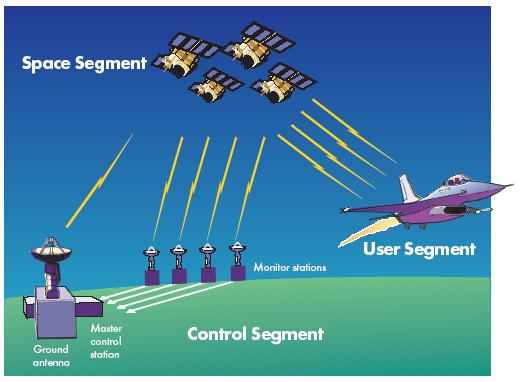 Space Segment
User Segment
Monitor stations
Control Segment
Master
control
station
Ground
antenna